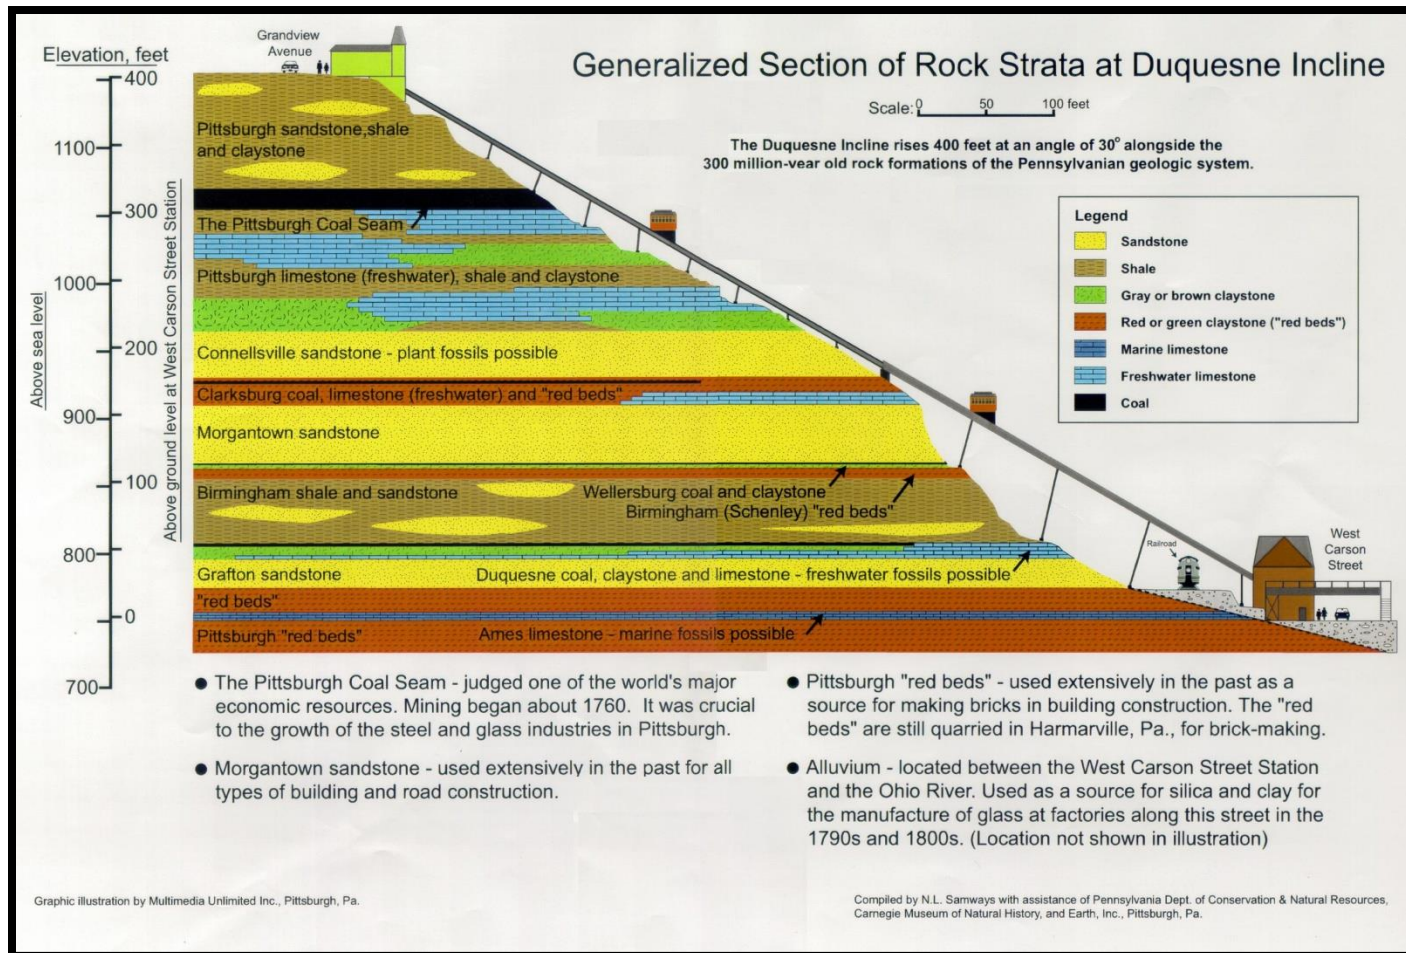 Generalized Section of Rock Strata at Duquesne Incline
Scale: 0 50 100 feet
The Duquesne Incline rises 400 feet at an angle of 30° alongside the
300 million-year old rock formations of the Pennsylvanian geologic system.
Elevation, feet
Grandview
Avenue
400
1100
300
1000
200
900
100
800
0
700
Above sea level
Above ground level at West Carson Street Station
Pittsburgh sandstone,shale
and claystone
The Pittsburgh Coal Seam
Pittsburgh limestone (freshwater), shale and claystone
Connellsville sandstone - plant fossils possible
Clarksburg coal, limestone (freshwater) and "red beds"
Morgantown sandstone
Birmingham shale and sandstone
Wellersburg coal and claystone
Birmingham (Schenley) "red beds"
Grafton sandstone
Duquesne coal, claystone and limestone - freshwater fossils possible
"red beds"
Pittsburgh "red beds"
Ames limestone - marine fossils possible
Legend
Sandstone
Shale
Gray or brown claystone
Red or green claystone ("red beds")
Marine limestone
Freshwater limestone
Coal
Railroad
West
Carson
Street
● The Pittsburgh Coal Seam - judged one of the world's major
economic resources. Mining began about 1760. It was crucial
to the growth of the steel and glass industries in Pittsburgh.
● Morgantown sandstone - used extensively in the past for all
types of building and road construction.
● Pittsburgh "red beds" - used extensively in the past as a
source for making bricks in building construction. The "red
beds" are still quarried in Harmarville, Pa., for brick-making.
● Alluvium - located between the West Carson Street Station
and the Ohio River. Used as a source for silica and clay for
the manufacture of glass at factories along this street in the
1790s and 1800s. (Location not shown in illustration)
Graphic illustration by Multimedia Unlimited Inc., Pittsburgh, Pa.
Compiled by N.L. Samways with assistance of Pennsylvania Dept. of Conservation & Natural Resources,
Carnegie Museum of Natural History, and Earth, Inc., Pittsburgh, Pa.